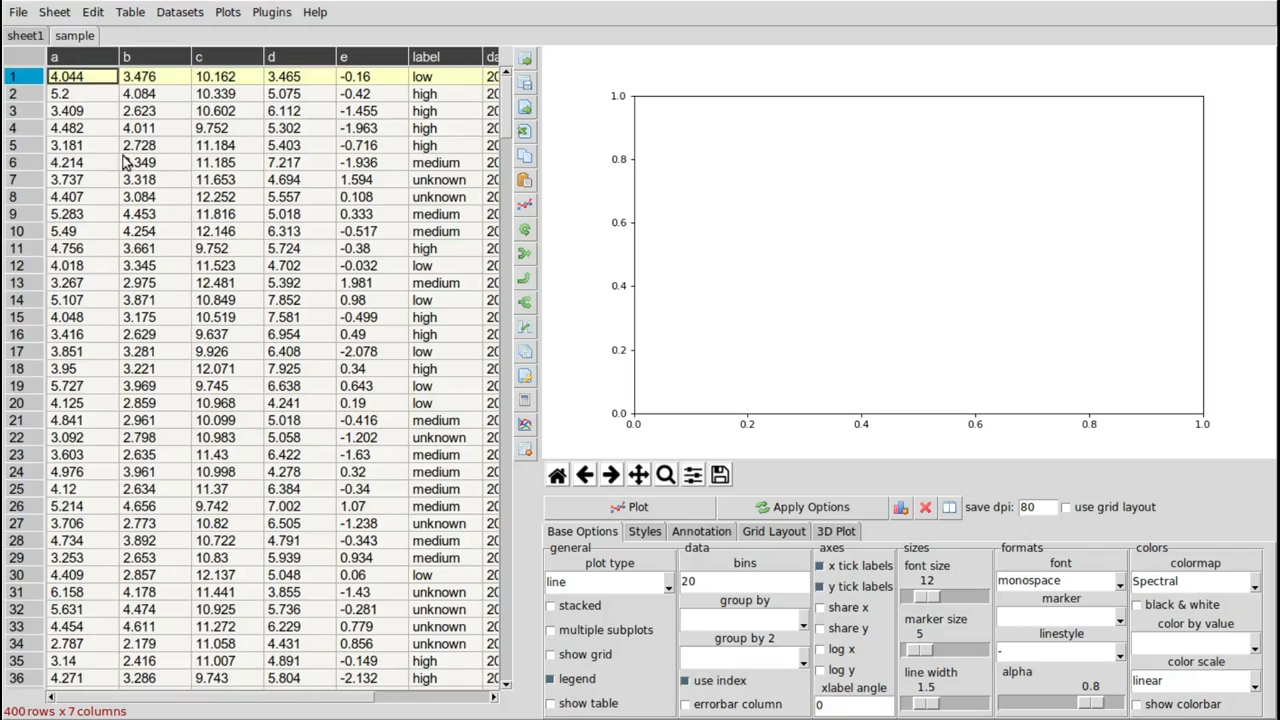 File Sheet Edit Table Datasets Plots Plugins Help
sheet1 sample
a b c d e label da
1 4.044 3.476 10.162 3.465 -0.16 low 20
2 5.2 4.084 10.339 5.075 -0.42 high 20
3 3.409 2.623 10.602 6.112 -1.455 high 20
4 4.482 4.011 9.752 5.302 -1.963 high 20
5 3.181 2.728 11.184 5.403 -0.716 high 20
6 4.214 .349 11.185 7.217 -1.936 medium 20
7 3.737 3.318 11.653 4.694 1.594 unknown 20
8 4.407 3.084 12.252 5.557 0.108 unknown 20
9 5.283 4.453 11.816 5.018 0.333 medium 20
10 5.49 4.254 12.146 6.313 -0.517 medium 20
11 4.756 3.661 9.752 5.724 -0.38 high 20
12 4.018 3.345 11.523 4.702 -0.032 low 20
13 3.267 2.975 12.481 5.392 1.981 medium 20
14 5.107 3.871 10.849 7.852 0.98 low 20
15 4.048 3.175 10.519 7.581 -0.499 high 20
16 3.416 2.629 9.637 6.954 0.49 high 20
17 3.851 3.281 9.926 6.408 -2.078 low 20
18 3.95 3.221 12.071 7.925 0.34 high 20
19 5.727 3.969 9.745 6.638 0.643 low 20
20 4.125 2.859 10.968 4.241 0.19 low 20
21 4.841 2.961 10.099 5.018 -0.416 medium 20
22 3.092 2.798 10.983 5.058 -1.202 unknown 20
23 3.603 2.635 11.43 6.422 -1.63 medium 20
24 4.976 3.961 10.998 4.278 0.32 medium 20
25 4.12 2.634 11.37 6.384 -0.34 medium 20
26 5.214 4.656 9.742 7.002 1.07 medium 20
27 3.706 2.773 10.82 6.505 -1.238 unknown 20
28 4.734 3.892 10.722 4.791 -0.343 medium 20
29 3.253 2.653 10.83 5.939 0.934 medium 20
30 4.409 2.857 12.137 5.048 0.06 low 20
31 6.158 4.178 11.441 3.855 -1.43 unknown 20
32 5.631 4.474 10.925 5.736 -0.281 unknown 20
33 4.454 4.611 11.272 6.229 0.779 unknown 20
34 2.787 2.179 11.058 4.431 0.856 unknown 20
35 3.14 2.416 11.007 4.891 -0.149 high 20
36 4.271 3.286 9.743 5.804 -2.132 high 20
400 rows x 7 columns
1.0
0.8
0.6
0.4
0.2
0.0
0.0 0.2 0.4 0.6 0.8 1.0
Plot Apply Options save dpi: 80 use grid layout
Base Options Styles Annotation Grid Layout 3D Plot
general
plot type
line
stacked
multiple subplots
show grid
legend
show table
data
bins
20
group by
group by 2
use index
errorbar column
axes
x tick labels
y tick labels
share x
share y
log x
log y
xlabel angle
0
sizes
font size
12
marker size
5
line width
1.5
formats
font
monospace
marker
linestyle
-
alpha
0.8
colors
colormap
Spectral
black & white
color by value
color scale
linear
show colorbar